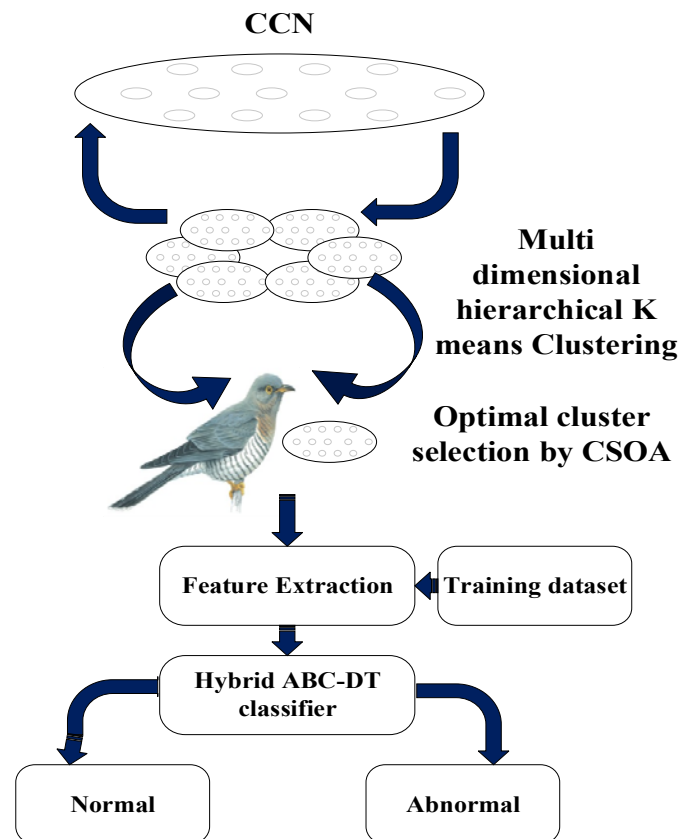 CCN
Multi
dimensional
hierarchical K
means Clustering
Optimal cluster
selection by CSOA
Feature Extraction
Training dataset
Hybrid ABC-DT
classifier
Normal
Abnormal